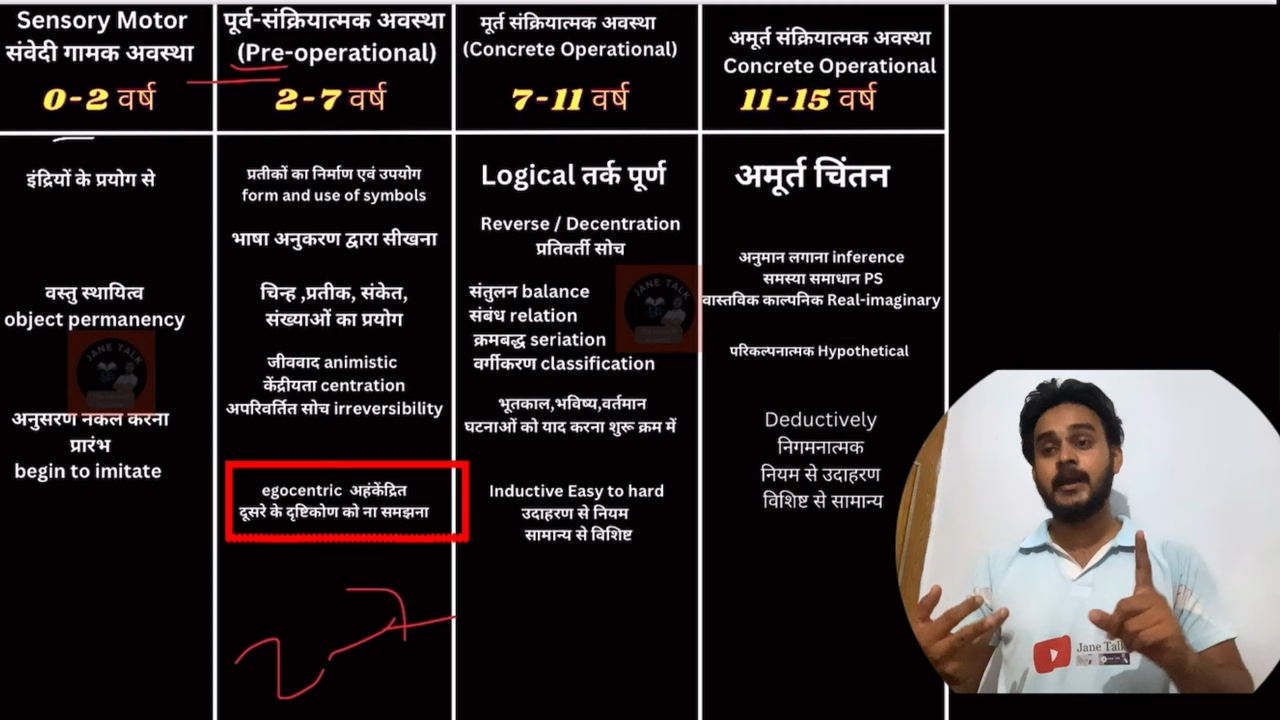 Sensory Motor
संवेदी गामक अवस्था
0-2 वर्ष
इंद्रियों के प्रयोग से
वस्तु स्थायित्व
object permanency
JANE TALK
अनुसरण नकल करना
प्रारंभ
begin to imitate
पूर्व-संक्रियात्मक अवस्था
(Pre-operational)
2-7 वर्ष
प्रतीकों का निर्माण एवं उपयोग
form and use of symbols
भाषा अनुकरण द्वारा सीखना
चिन्ह ,प्रतीक, संकेत,
संख्याओं का प्रयोग
जीववाद animistic
केंद्रीयता centration
अपरिवर्तित सोच irreversibility
egocentric अहंकेंद्रित
दूसरे के दृष्टिकोण को ना समझना
2-7
मूर्त संक्रियात्मक अवस्था
(Concrete Operational)
7-11 वर्ष
Logical तर्क पूर्ण
Reverse / Decentration
प्रतिवर्ती सोच
संतुलन balance
संबंध relation
क्रमबद्ध seriation
वर्गीकरण classification
JANE TALK
भूतकाल,भविष्य,वर्तमान
घटनाओं को याद करना शुरू क्रम में
Inductive Easy to hard
उदाहरण से नियम
सामान्य से विशिष्ट
अमूर्त संक्रियात्मक अवस्था
Concrete Operational
11-15 वर्ष
अमूर्त चिंतन
अनुमान लगाना inference
समस्या समाधान PS
वास्तविक काल्पनिक Real-imaginary
परिकल्पनात्मक Hypothetical
Deductively
निगमनात्मक
नियम से उदाहरण
विशिष्ट से सामान्य
Jane Talk